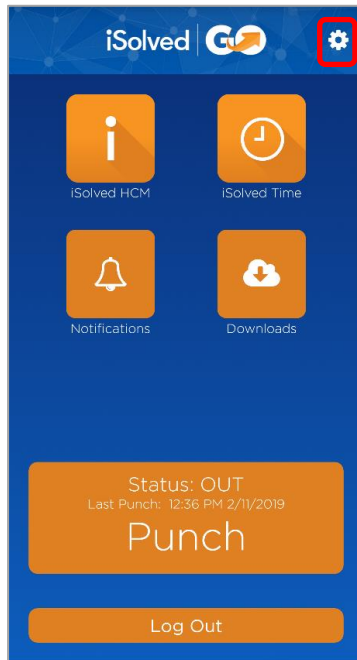 iSolved GO
iSolved HCM
iSolved Time
Notifications
Downloads
Status: OUT
Last Punch: 12:36 PM 2/11/2019
Punch
Log Out